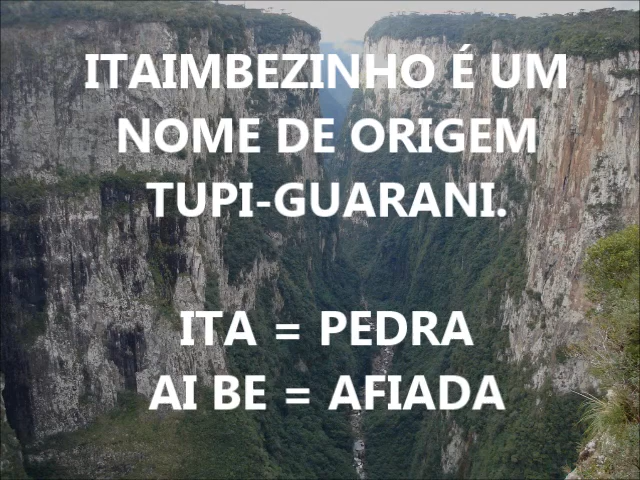 ITAIMBEZINHO É UM
NOME DE ORIGEM
TUPI-GUARANI.
ITA = PEDRA
AI BE = AFIADA